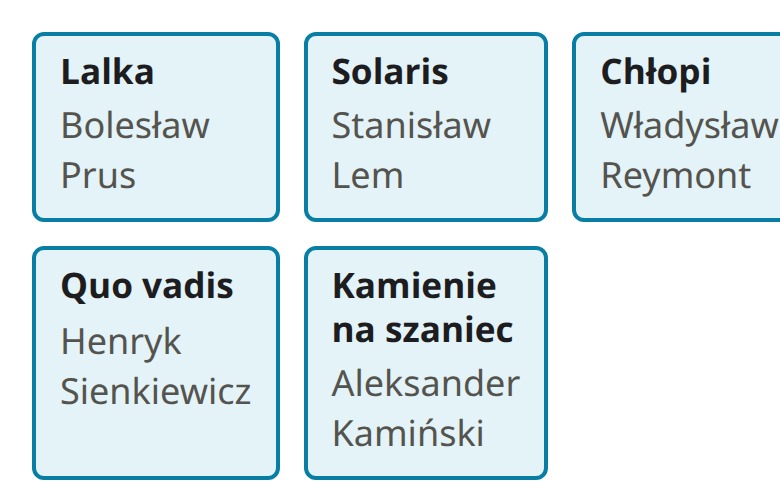 Lalka
Bolesław
Prus
Solaris
Stanisław
Lem
Chłopi
Władysław
Reymont
Quo vadis
Henryk
Sienkiewicz
Kamienie
na szaniec
Aleksander
Kamiński